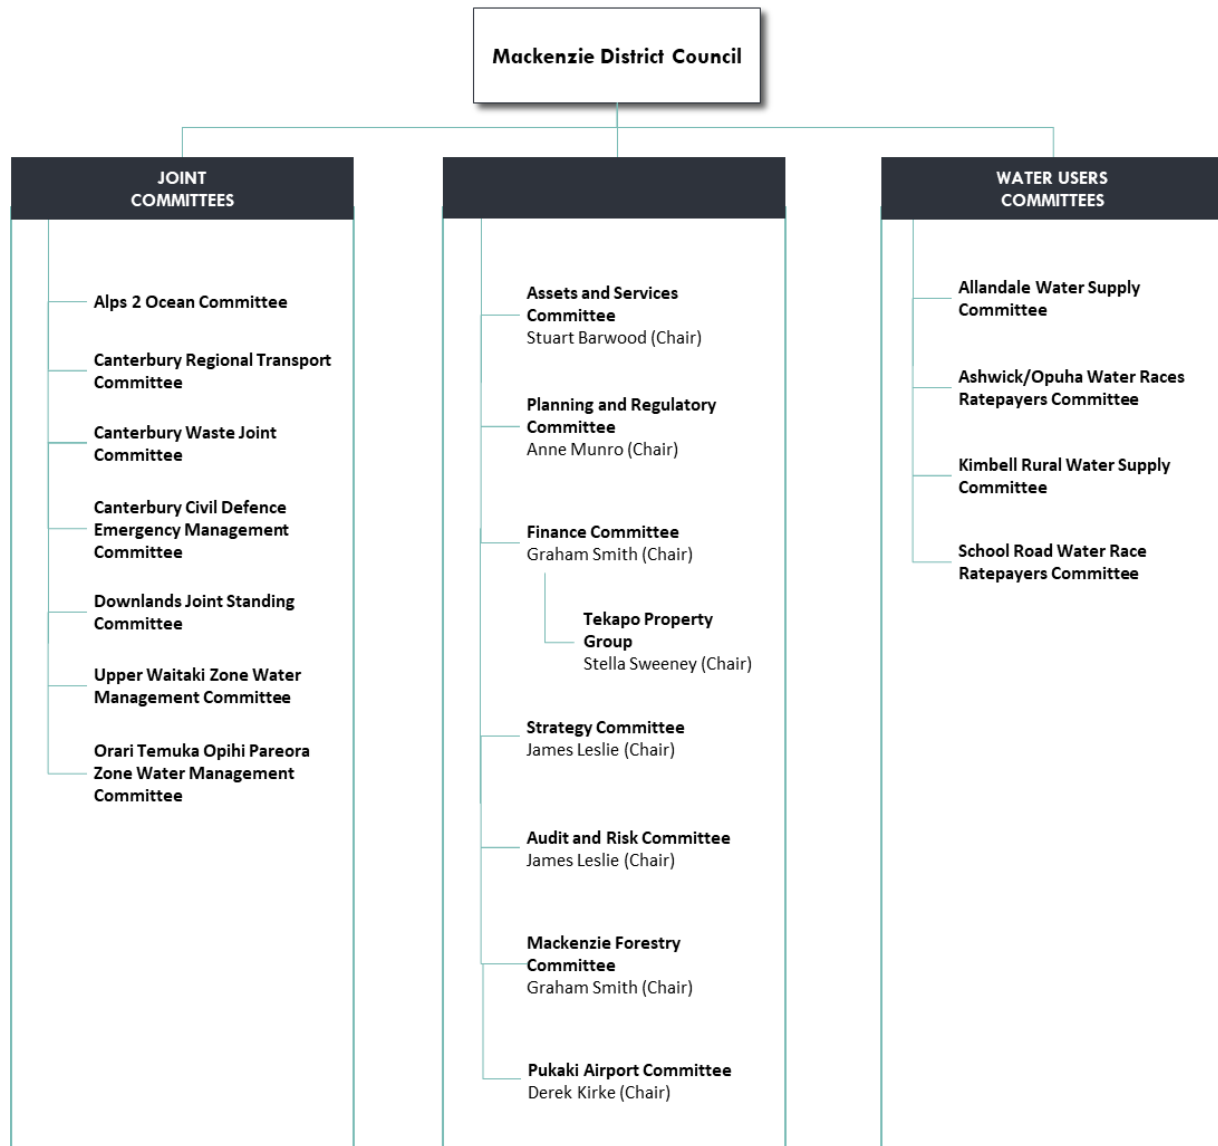 Mackenzie District Council
JOINT
COMMITTEES
Alps 2 Ocean Committee
Canterbury Regional Transport
Committee
Canterbury Waste Joint
Committee
Canterbury Civil Defence
Emergency Management
Committee
Downlands Joint Standing
Committee
Upper Waitaki Zone Water
Management Committee
Orari Temuka Opihi Pareora
Zone Water Management
Committee
Assets and Services
Committee
Stuart Barwood (Chair)
Planning and Regulatory
Committee
Anne Munro (Chair)
Finance Committee
Graham Smith (Chair)
Tekapo Property
Group
Stella Sweeney (Chair)
Strategy Committee
James Leslie (Chair)
Audit and Risk Committee
James Leslie (Chair)
Mackenzie Forestry
Committee
Graham Smith (Chair)
Pukaki Airport Committee
Derek Kirke (Chair)
WATER USERS
COMMITTEES
Allandale Water Supply
Committee
Ashwick/Opuha Water Races
Ratepayers Committee
Kimbell Rural Water Supply
Committee
School Road Water Race
Ratepayers Committee